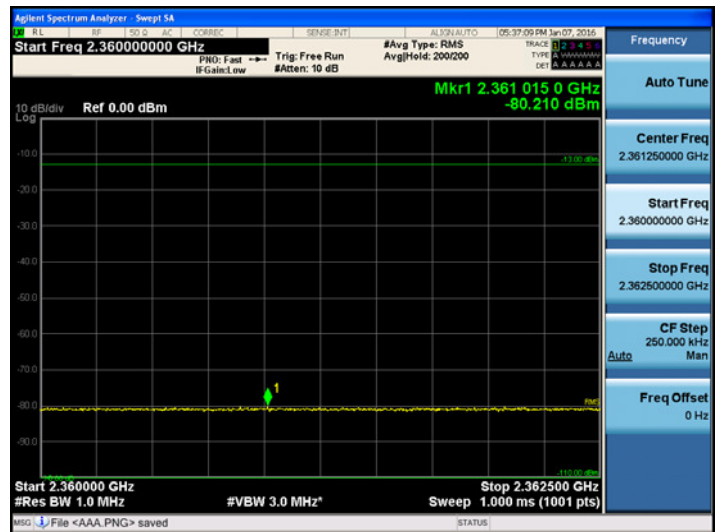 Agilent Spectrum Analyzer - Swept SA
RL RF 50 Ω AC CORREC SENSE:INT ALIGN AUTO 05:37:09 PM Jan 07, 2016
Start Freq 2.360000000 GHz
PNO: Fast
IFGain:Low
Trig: Free Run
#Atten: 10 dB
#Avg Type: RMS
Avg|Hold: 200/200
TRACE 1 2 3 4 5 6
TYPE A WWWWW
DET A A A A A A
Mkr1 2.361 015 0 GHz
-80.210 dBm
10 dB/div Ref 0.00 dBm
Log
-10.0
-13.00 dBm
-20.0
-30.0
-40.0
-50.0
-60.0
-70.0
1
-80.0
RMS
-90.0
-110.00 dBm
Start 2.360000 GHz Stop 2.362500 GHz
#Res BW 1.0 MHz #VBW 3.0 MHz* Sweep 1.000 ms (1001 pts)
MSG File <AAA.PNG> saved STATUS
Frequency
Auto Tune
Center Freq
2.361250000 GHz
Start Freq
2.360000000 GHz
Stop Freq
2.362500000 GHz
CF Step
250.000 kHz
Auto Man
Freq Offset
0 Hz